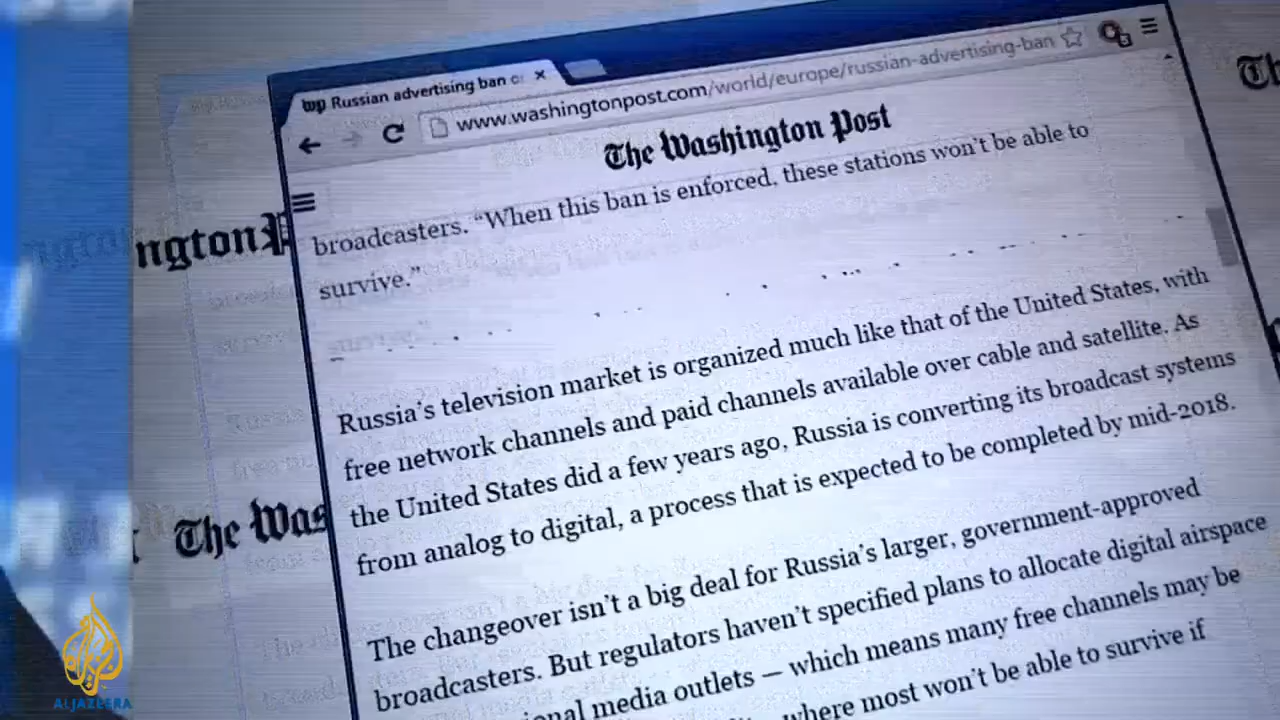 Russian advertising ban
www.washingtonpost.com/world/europe/russian-advertising-ban
The Washington Post
broadcasters. “When this ban is enforced, these stations won’t be able to
survive.”
Russia’s television market is organized much like that of the United States, with
free network channels and paid channels available over cable and satellite. As
the United States did a few years ago, Russia is converting its broadcast systems
from analog to digital, a process that is expected to be completed by mid-2018.
The changeover isn’t a big deal for Russia’s larger, government-approved
broadcasters. But regulators haven’t specified plans to allocate digital airspace
media outlets — which means many free channels may be
where most won’t be able to survive if
ngton
The Was
الجزيرة
ALJAZEERA